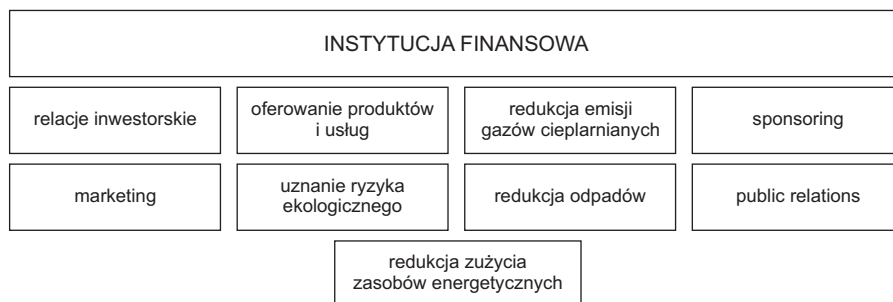 INSTYTUCJA FINANSOWA
relacje inwestorskie
oferowanie produktów
i usług
redukcja emisji
gazów cieplarnianych
sponsoring
marketing
uznanie ryzyka
ekologicznego
redukcja odpadów
public relations
redukcja zużycia
zasobów energetycznych